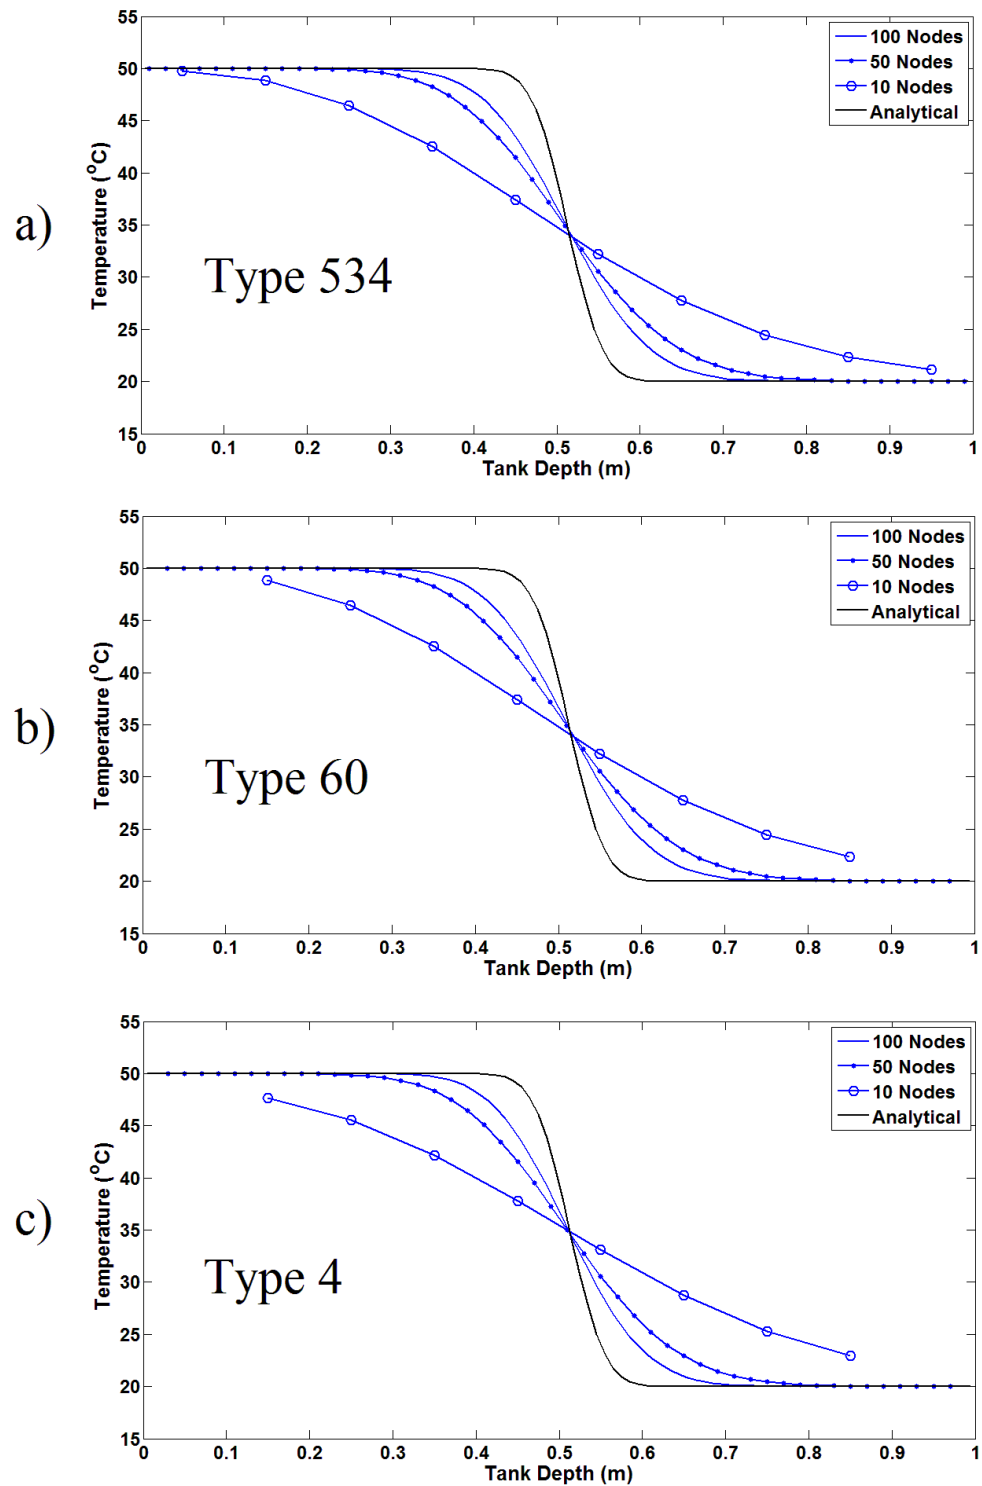 55
50
45
40
35
30
25
20
15
Temperature (°C)
100 Nodes
50 Nodes
10 Nodes
Analytical
a)
Type 534
0 0.1 0.2 0.3 0.4 0.5 0.6 0.7 0.8 0.9 1
Tank Depth (m)
55
50
45
40
35
30
25
20
15
Temperature (°C)
100 Nodes
50 Nodes
10 Nodes
Analytical
b)
Type 60
0 0.1 0.2 0.3 0.4 0.5 0.6 0.7 0.8 0.9 1
Tank Depth (m)
55
50
45
40
35
30
25
20
15
Temperature (°C)
100 Nodes
50 Nodes
10 Nodes
Analytical
c)
Type 4
0 0.1 0.2 0.3 0.4 0.5 0.6 0.7 0.8 0.9 1
Tank Depth (m)